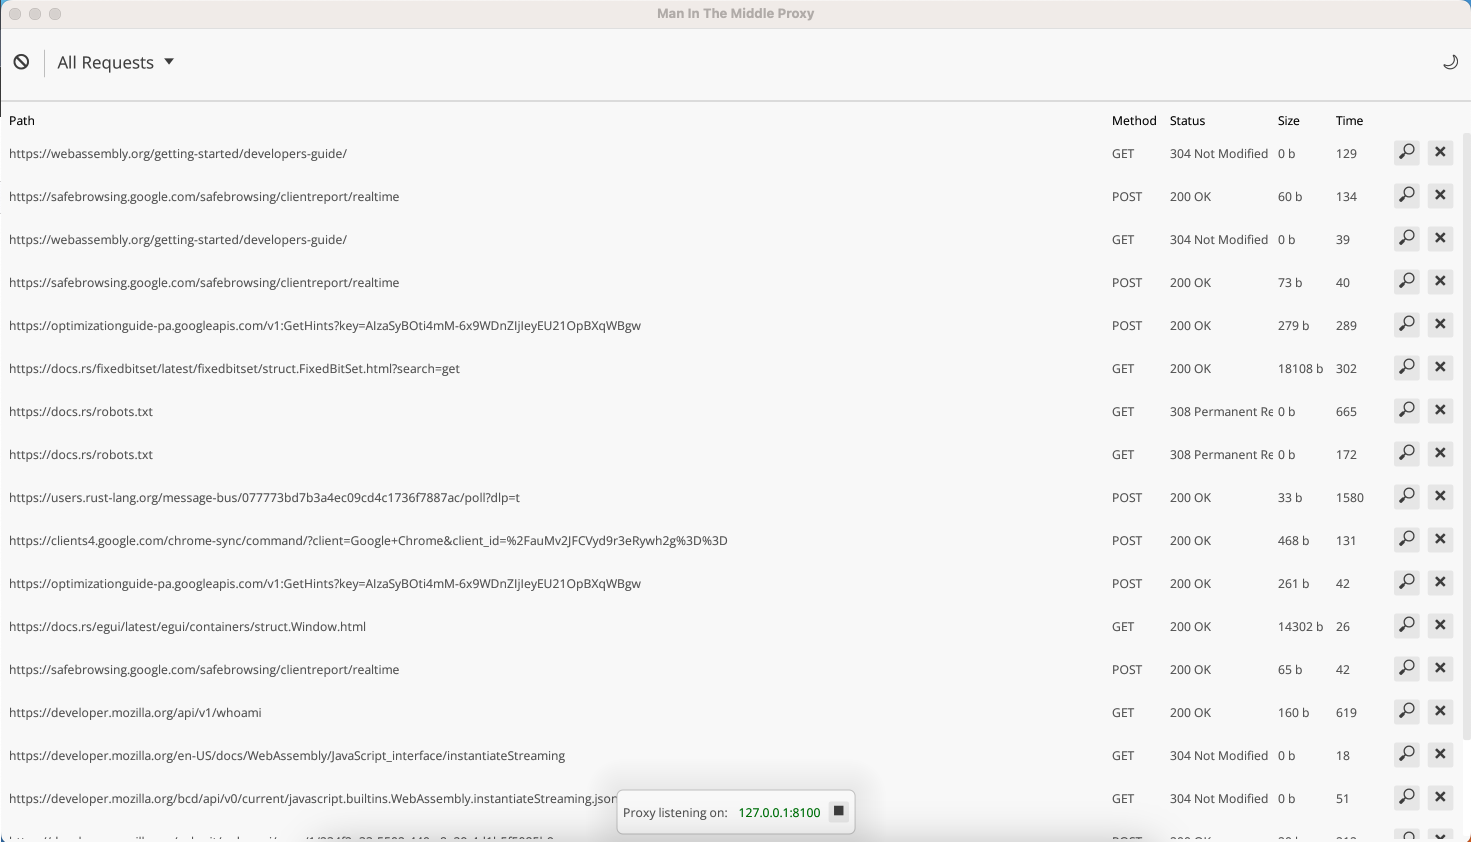 Man In The Middle Proxy
All Requests
Path Method Status Size Time
https://webassembly.org/getting-started/developers-guide/ GET 304 Not Modified 0 b 129
https://safebrowsing.google.com/safebrowsing/clientreport/realtime POST 200 OK 60 b 134
https://webassembly.org/getting-started/developers-guide/ GET 304 Not Modified 0 b 39
https://safebrowsing.google.com/safebrowsing/clientreport/realtime POST 200 OK 73 b 40
https://optimizationguide-pa.googleapis.com/v1:GetHints?key=AIzaSyBOti4mM-6x9WDnZIjIeyEU21OpBXqWBgw POST 200 OK 279 b 289
https://docs.rs/fixedbitset/latest/fixedbitset/struct.FixedBitSet.html?search=get GET 200 OK 18108 b 302
https://docs.rs/robots.txt GET 308 Permanent Re 0 b 665
https://docs.rs/robots.txt GET 308 Permanent Re 0 b 172
https://users.rust-lang.org/message-bus/077773bd7b3a4ec09cd4c1736f7887ac/poll?dlp=t POST 200 OK 33 b 1580
https://clients4.google.com/chrome-sync/command/?client=Google+Chrome&client_id=%2FauMv2JFCVyd9r3eRywh2g%3D%3D POST 200 OK 468 b 131
https://optimizationguide-pa.googleapis.com/v1:GetHints?key=AIzaSyBOti4mM-6x9WDnZIjIeyEU21OpBXqWBgw POST 200 OK 261 b 42
https://docs.rs/egui/latest/egui/containers/struct.Window.html GET 200 OK 14302 b 26
https://safebrowsing.google.com/safebrowsing/clientreport/realtime POST 200 OK 65 b 42
https://developer.mozilla.org/api/v1/whoami GET 200 OK 160 b 619
https://developer.mozilla.org/en-US/docs/WebAssembly/JavaScript_interface/instantiateStreaming GET 304 Not Modified 0 b 18
https://developer.mozilla.org/bcd/api/v0/current/javascript.builtins.WebAssembly.instantiateStreaming.json GET 304 Not Modified 0 b 51
Proxy listening on: 127.0.0.1:8100